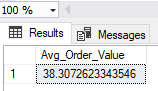 100 %
Results Messages
Avg_Order_Value
1 38.3072623343546